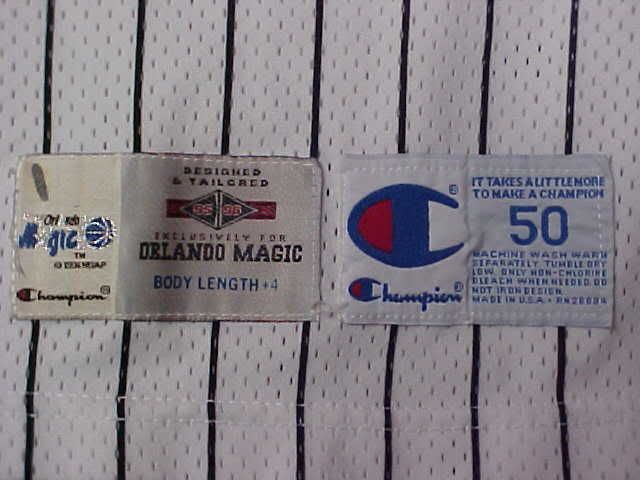 DESIGNED
& TAILORED
95 96
EXCLUSIVELY FOR
ORLANDO MAGIC
BODY LENGTH +4
Orlando
Magic
TM
Champion®
®
Champion®
IT TAKES A LITTLE MORE
TO MAKE A CHAMPION
50
MACHINE WASH WARM
SEPARATELY. TUMBLE DRY
LOW. ONLY NON-CHLORINE
BLEACH WHEN NEEDED. DO
NOT IRON DESIGN.
MADE IN U.S.A. • RN 26094